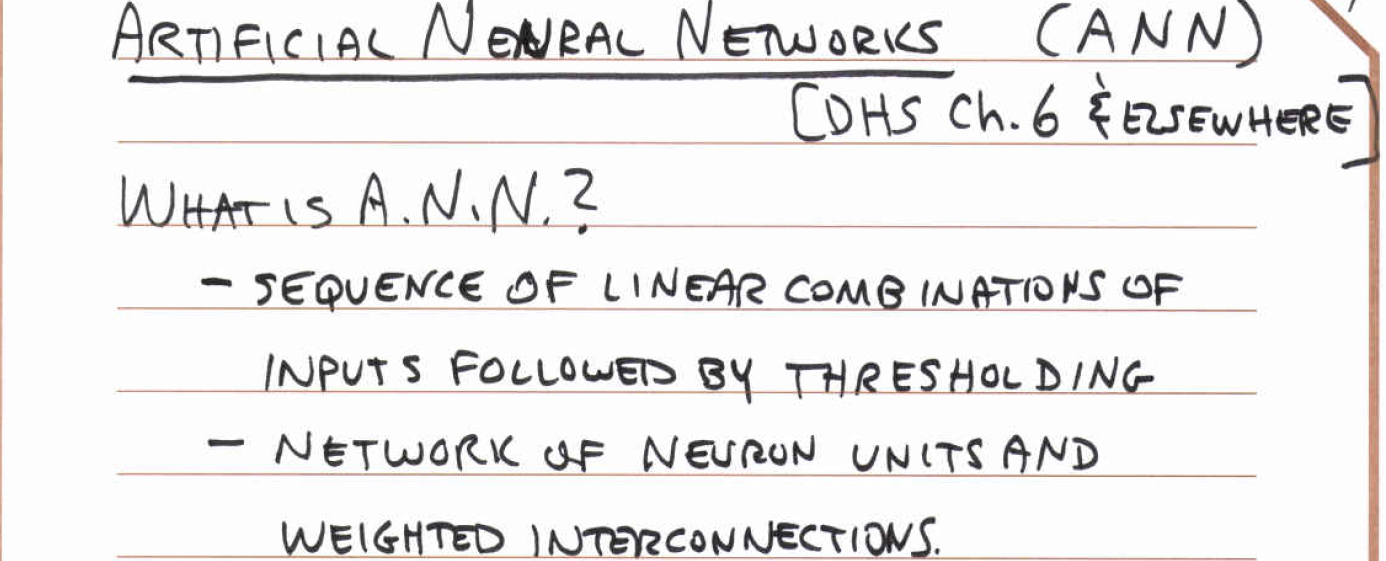 ARTIFICIAL NEURAL NETWORKS (ANN)
[DHS Ch. 6 & ELSEWHERE]
WHAT IS A.N.N.?
- SEQUENCE OF LINEAR COMBINATIONS OF
INPUTS FOLLOWED BY THRESHOLDING
- NETWORK OF NEURON UNITS AND
WEIGHTED INTERCONNECTIONS.